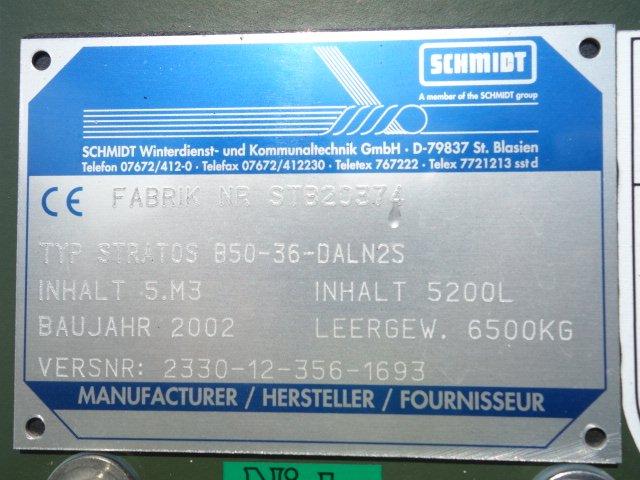 SCHMIDT
A member of the SCHMIDT group
SCHMIDT Winterdienst- und Kommunaltechnik GmbH · D-79837 St. Blasien
Telefon 07672/412-0 · Telefax 07672/412230 · Teletex 767222 · Telex 7721213 sst d
CE FABRIK NR STB20374
TYP STRATOS B50-36-DALN2S
INHALT 5.M3 INHALT 5200L
BAUJAHR 2002 LEERGEW. 6500KG
VERSNR: 2330-12-356-1693
MANUFACTURER / HERSTELLER / FOURNISSEUR